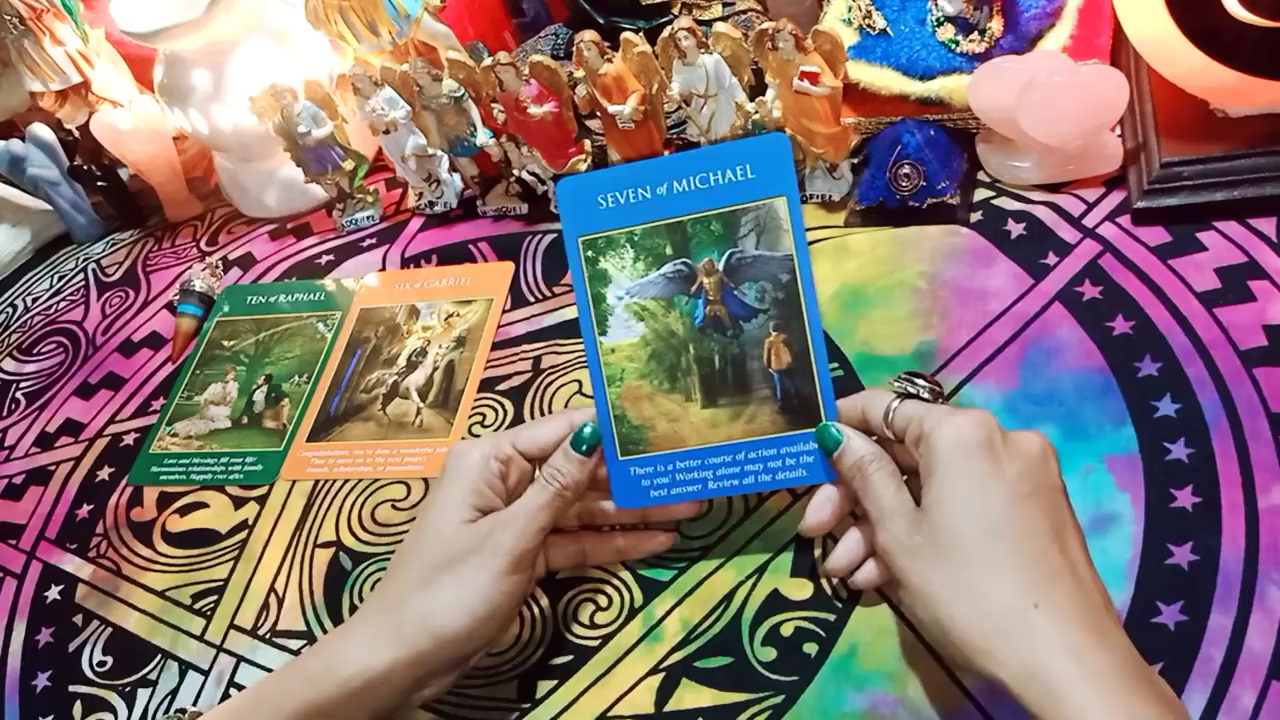 SEVEN of MICHAEL
There is a better course of action availab
to you! Working alone may not be the
best answer. Review all the details.
TEN of RAPHAEL
Love and blessings fill your life!
Harmonious relationships with family
members. Happily ever after.
SIX of GABRIEL
Congratulations, you've done a wonderful job
Time to move on to the next project.
Awards, scholarships, or promotions.
GABRIEL